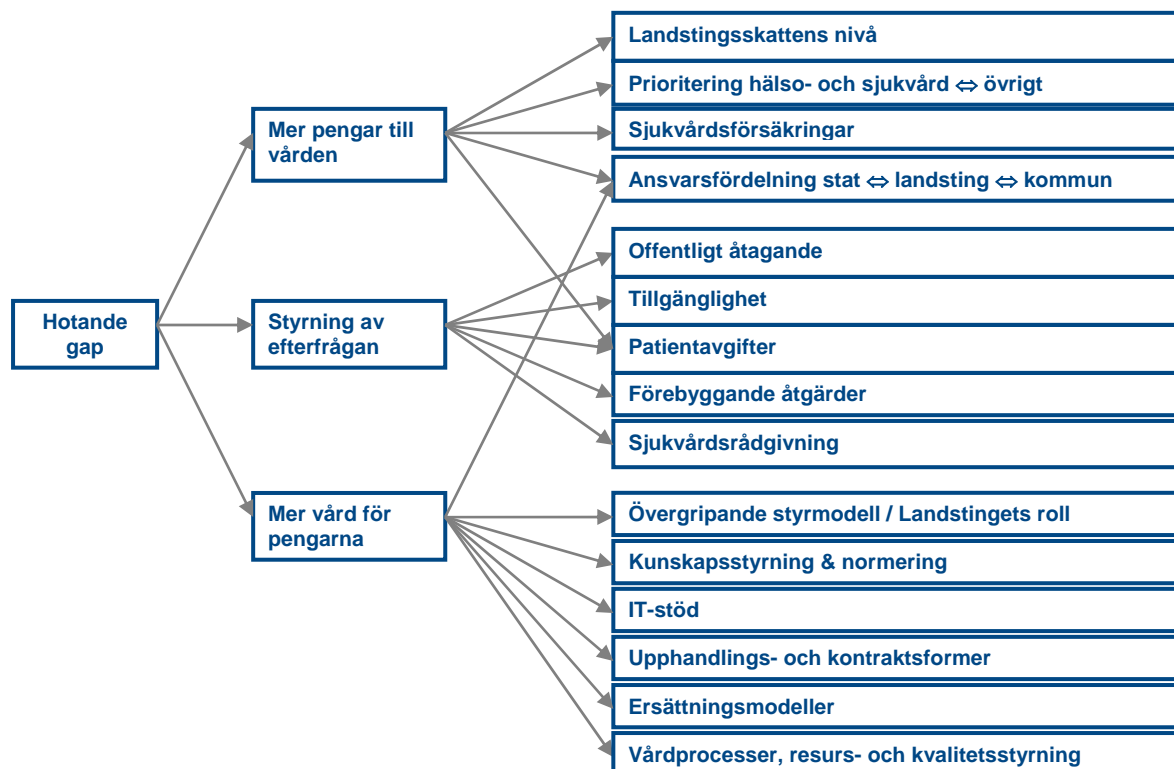 Landstingsskattens nivå
Prioritering hälso- och sjukvård ⇔ övrigt
Mer pengar till
vården
Sjukvårdsförsäkringar
Ansvarsfördelning stat ⇔ landsting ⇔ kommun
Offentligt åtagande
Tillgänglighet
Hotande
gap
Styrning av
efterfrågan
Patientavgifter
Förebyggande åtgärder
Sjukvårdsrådgivning
Mer vård för
pengarna
Övergripande styrmodell / Landstingets roll
Kunskapsstyrning & normering
IT-stöd
Upphandlings- och kontraktsformer
Ersättningsmodeller
Vårdprocesser, resurs- och kvalitetsstyrning